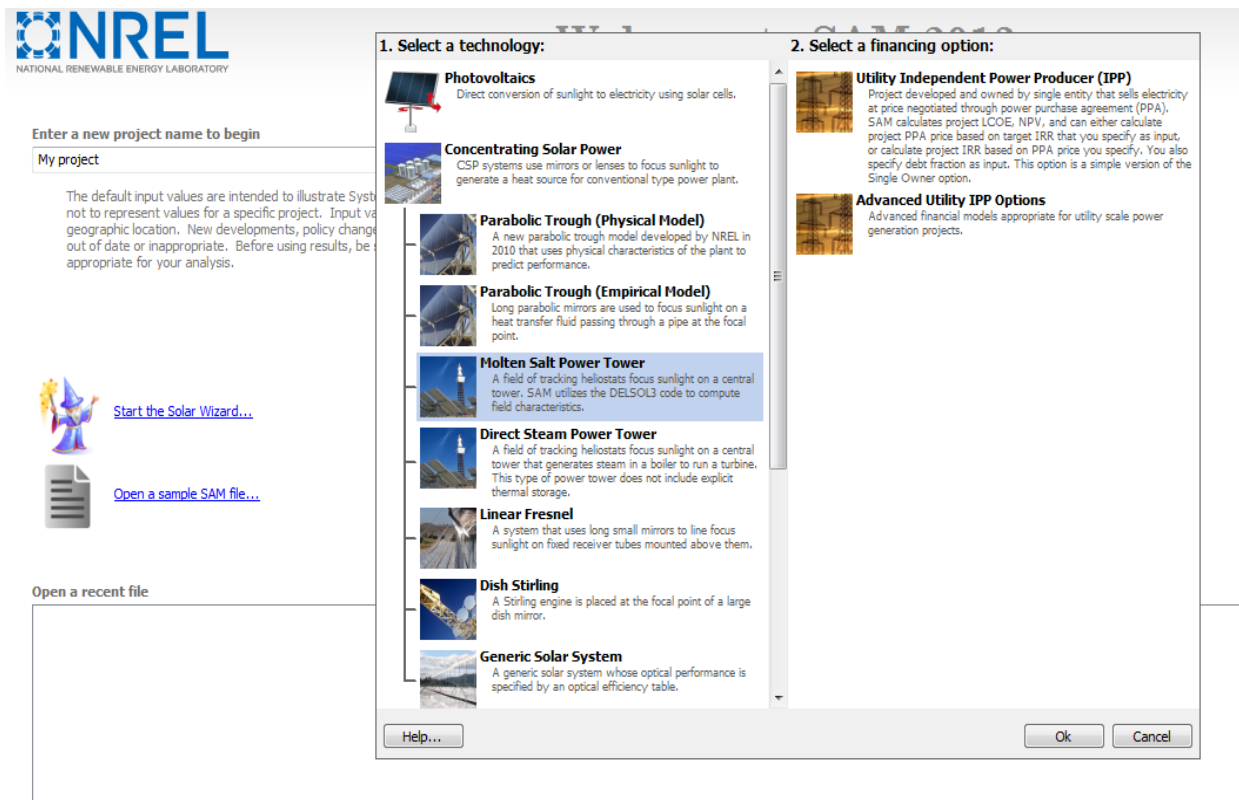 NREL
NATIONAL RENEWABLE ENERGY LABORATORY
Enter a new project name to begin
My project
The default input values are intended to illustrate Syst
not to represent values for a specific project. Input va
geographic location. New developments, policy change
out of date or inappropriate. Before using results, be s
appropriate for your analysis.
Start the Solar Wizard...
Open a sample SAM file...
Open a recent file
1. Select a technology:
Photovoltaics
Direct conversion of sunlight to electricity using solar cells.
Concentrating Solar Power
CSP systems use mirrors or lenses to focus sunlight to
generate a heat source for conventional type power plant.
Parabolic Trough (Physical Model)
A new parabolic trough model developed by NREL in
2010 that uses physical characteristics of the plant to
predict performance.
Parabolic Trough (Empirical Model)
Long parabolic mirrors are used to focus sunlight on a
heat transfer fluid passing through a pipe at the focal
point.
Molten Salt Power Tower
A field of tracking heliostats focus sunlight on a central
tower. SAM utilizes the DELSOL3 code to compute
field characteristics.
Direct Steam Power Tower
A field of tracking heliostats focus sunlight on a central
tower that generates steam in a boiler to run a turbine.
This type of power tower does not include explicit
thermal storage.
Linear Fresnel
A system that uses long small mirrors to line focus
sunlight on fixed receiver tubes mounted above them.
Dish Stirling
A Stirling engine is placed at the focal point of a large
dish mirror.
Generic Solar System
A generic solar system whose optical performance is
specified by an optical efficiency table.
2. Select a financing option:
Utility Independent Power Producer (IPP)
Project developed and owned by single entity that sells electricity
at price negotiated through power purchase agreement (PPA).
SAM calculates project LCOE, NPV, and can either calculate
project PPA price based on target IRR that you specify as input,
or calculate project IRR based on PPA price you specify. You also
specify debt fraction as input. This option is a simple version of the
Single Owner option.
Advanced Utility IPP Options
Advanced financial models appropriate for utility scale power
generation projects.
Help...
Ok
Cancel